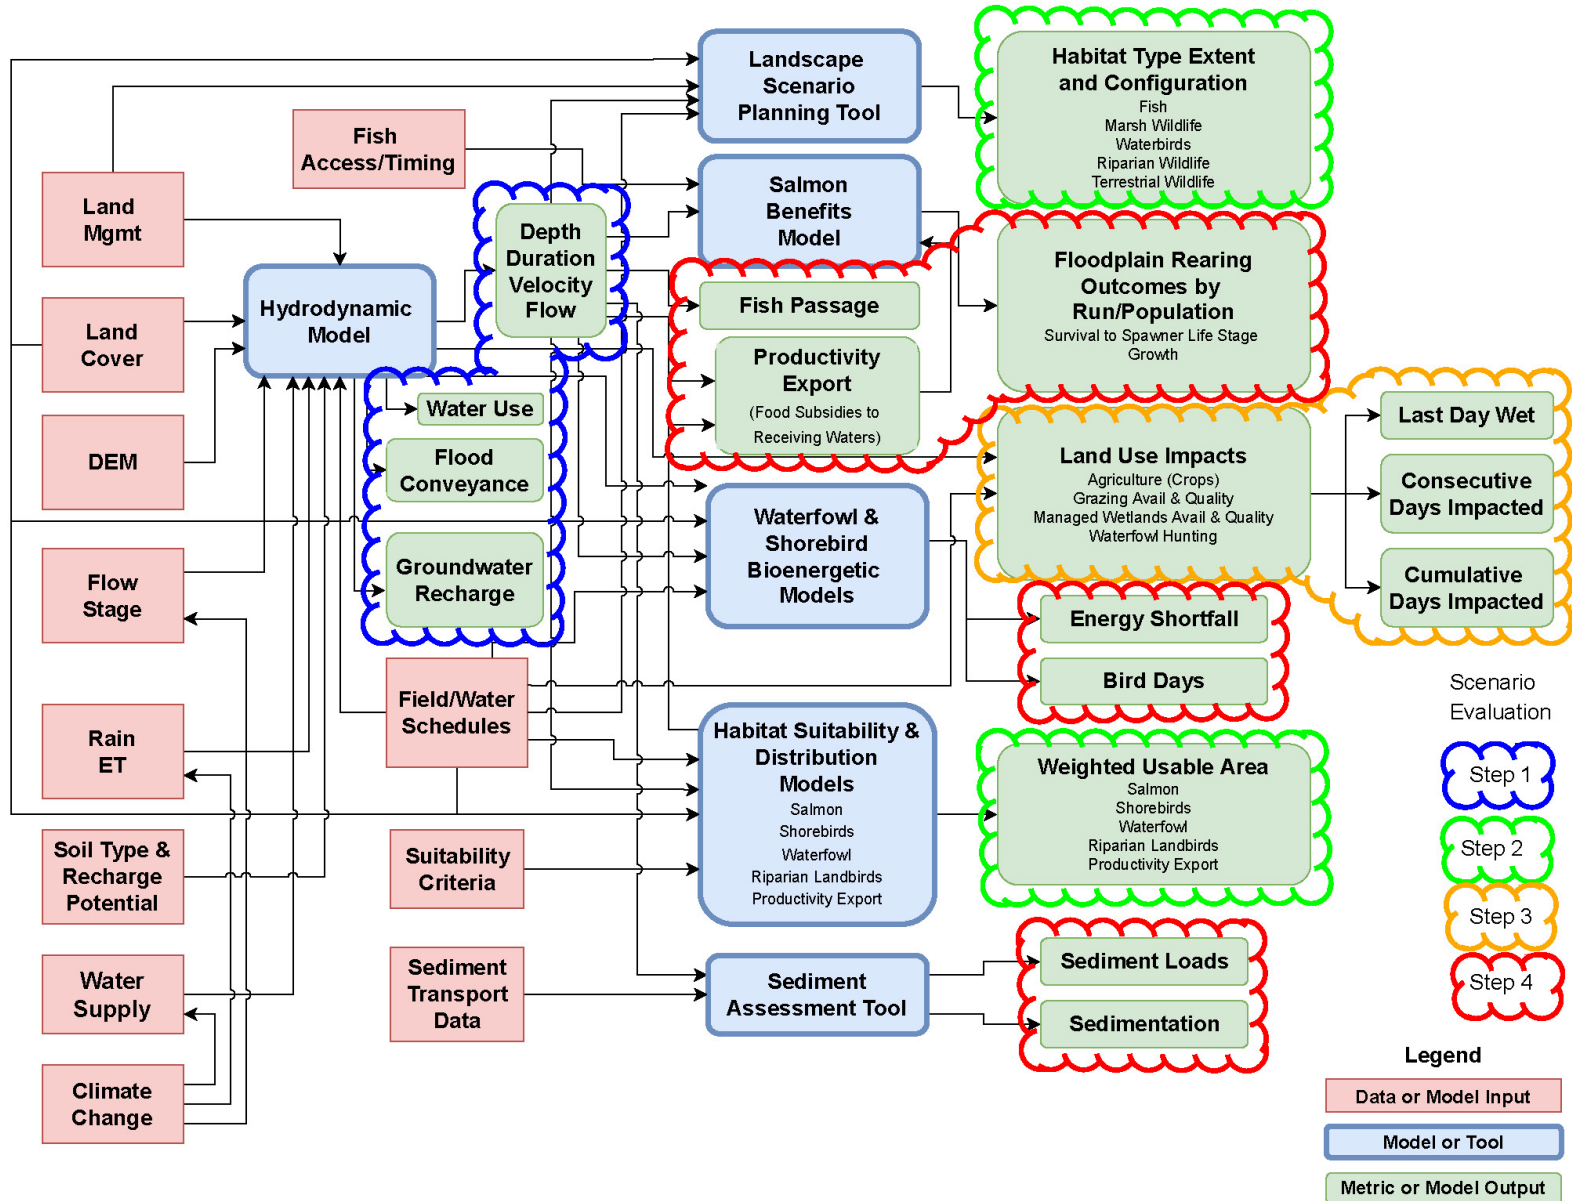 Landscape
Scenario
Planning Tool
Habitat Type Extent
and Configuration
Fish
Marsh Wildlife
Waterbirds
Riparian Wildlife
Terrestrial Wildlife
Fish
Access/Timing
Salmon
Benefits
Model
Land
Mgmt
Depth
Duration
Velocity
Flow
Floodplain Rearing
Outcomes by
Run/Population
Survival to Spawner Life Stage
Growth
Hydrodynamic
Model
Fish Passage
Land
Cover
Productivity
Export
(Food Subsidies to
Receiving Waters)
Water Use
Last Day Wet
DEM
Flood
Conveyance
Land Use Impacts
Agriculture (Crops)
Grazing Avail & Quality
Managed Wetlands Avail & Quality
Waterfowl Hunting
Consecutive
Days Impacted
Waterfowl &
Shorebird
Bioenergetic
Models
Flow
Stage
Groundwater
Recharge
Cumulative
Days Impacted
Energy Shortfall
Bird Days
Field/Water
Schedules
Scenario
Evaluation
Rain
ET
Habitat Suitability &
Distribution
Models
Salmon
Shorebirds
Waterfowl
Riparian Landbirds
Productivity Export
Weighted Usable Area
Salmon
Shorebirds
Waterfowl
Riparian Landbirds
Productivity Export
Step 1
Step 2
Step 3
Step 4
Soil Type &
Recharge
Potential
Suitability
Criteria
Water
Supply
Sediment
Transport
Data
Sediment
Assessment Tool
Sediment Loads
Sedimentation
Climate
Change
Legend
Data or Model Input
Model or Tool
Metric or Model Output